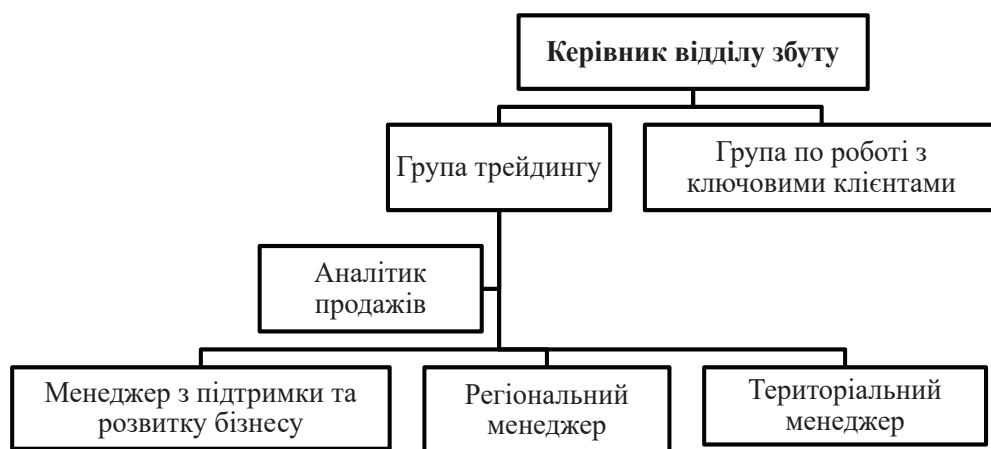 Керівник відділу збуту
Група трейдингу
Група по роботі з
ключовими клієнтами
Аналітик
продажів
Менеджер з підтримки та
розвитку бізнесу
Регіональний
менеджер
Територіальний
менеджер